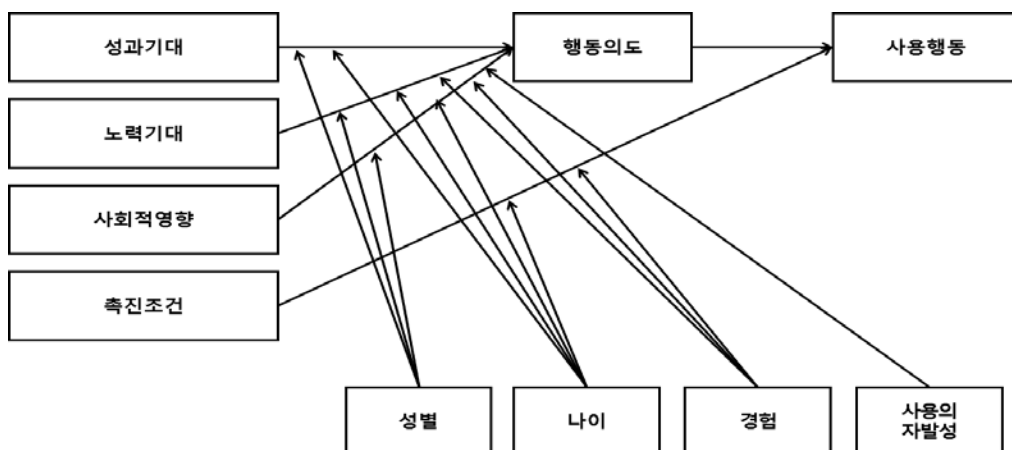 성과기대
행동의도
사용행동
노력기대
사회적영향
촉진조건
성별
나이
경험
사용의
자발성